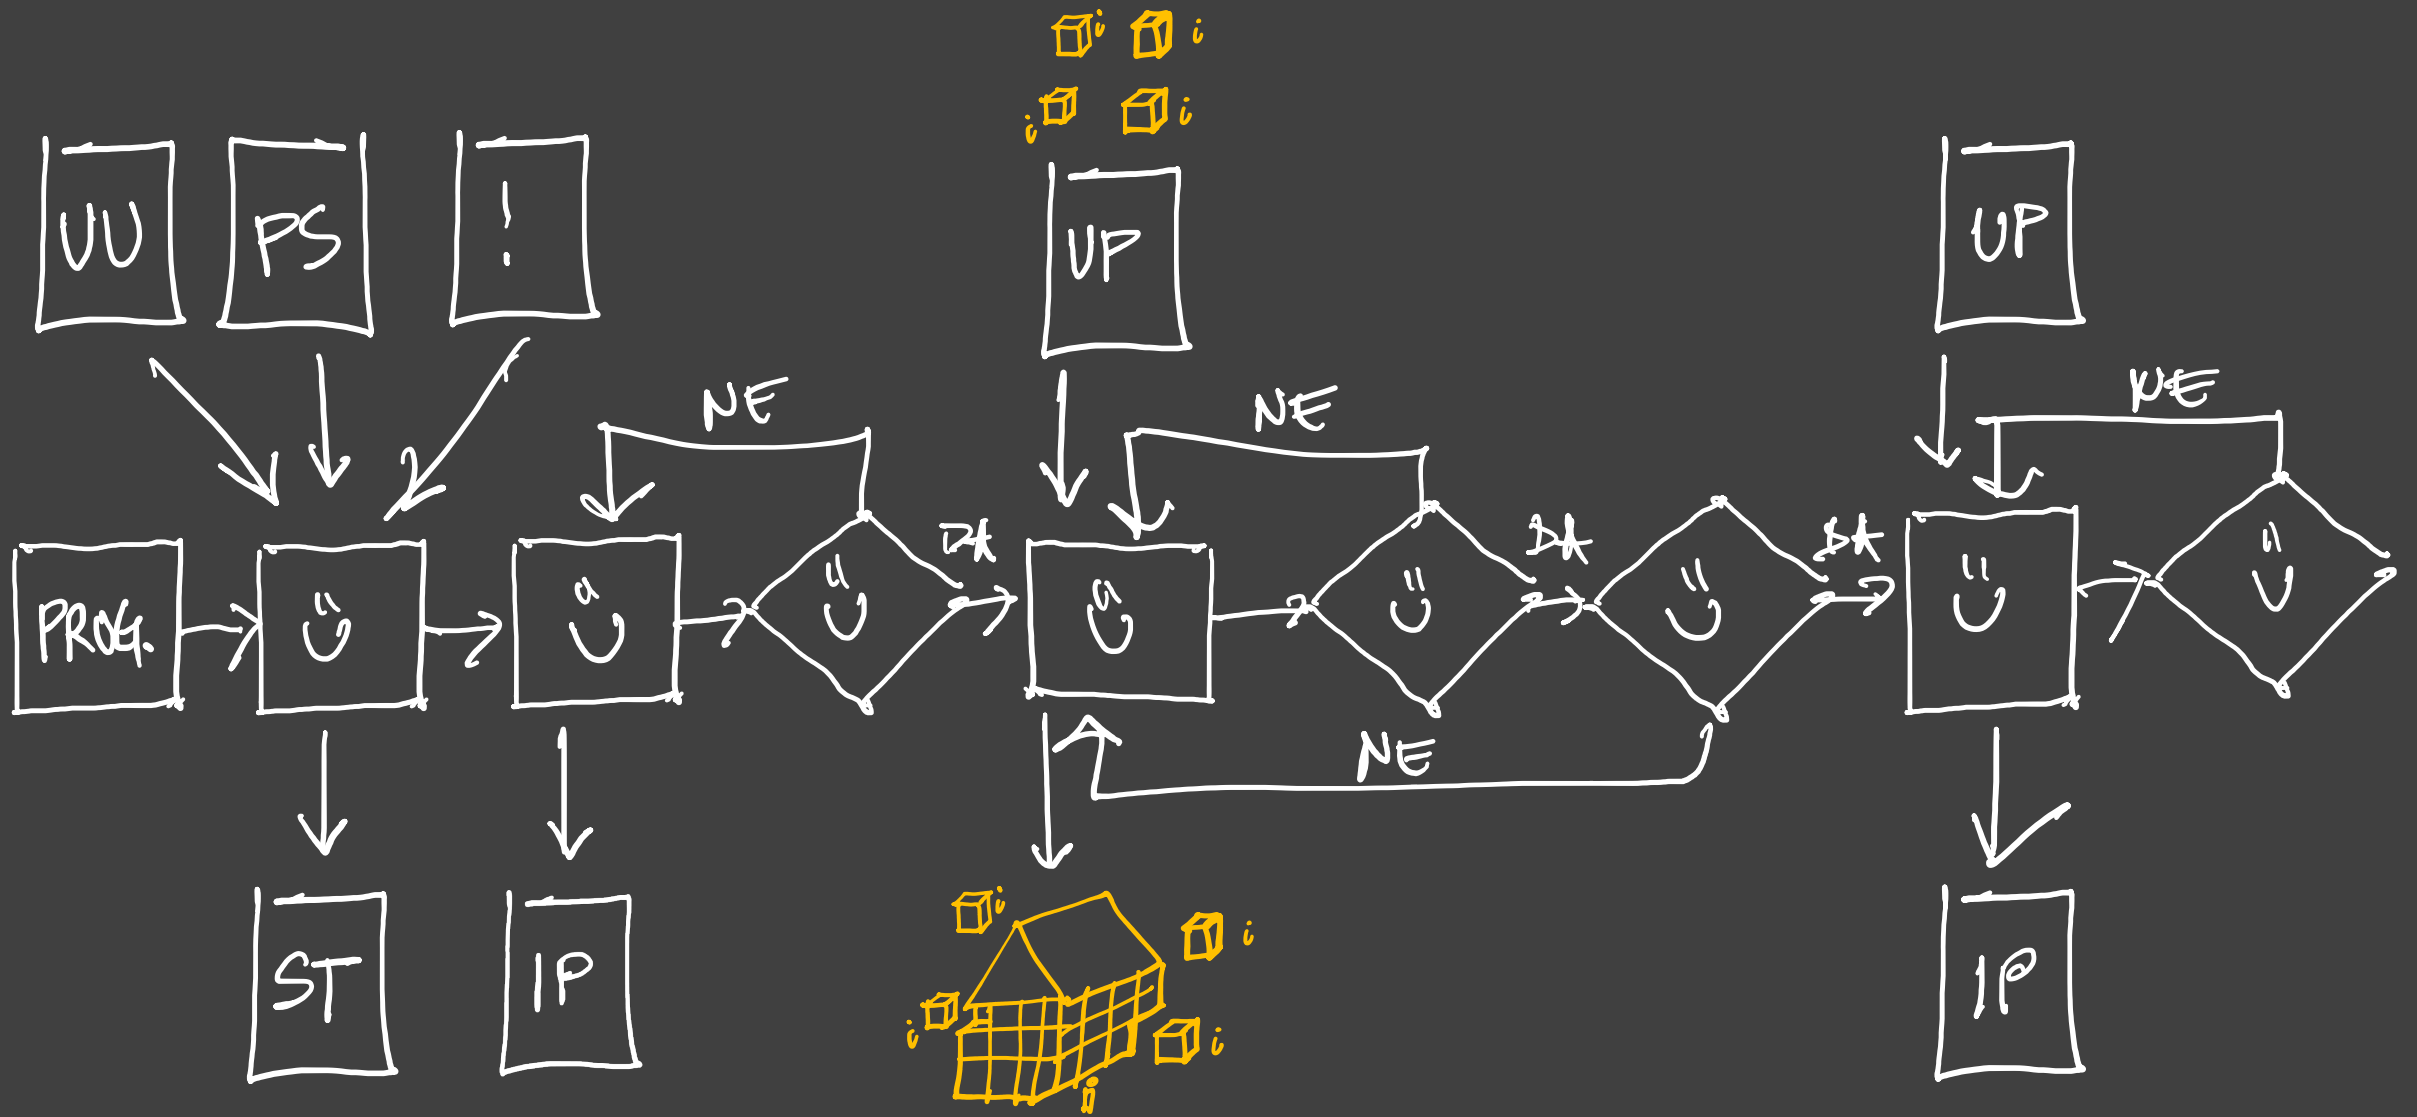 i i
i i
UU PS ! UP UP
NE NE NE
DA DA DA
PROG.
NE
i i
ST IP IP
i i
i